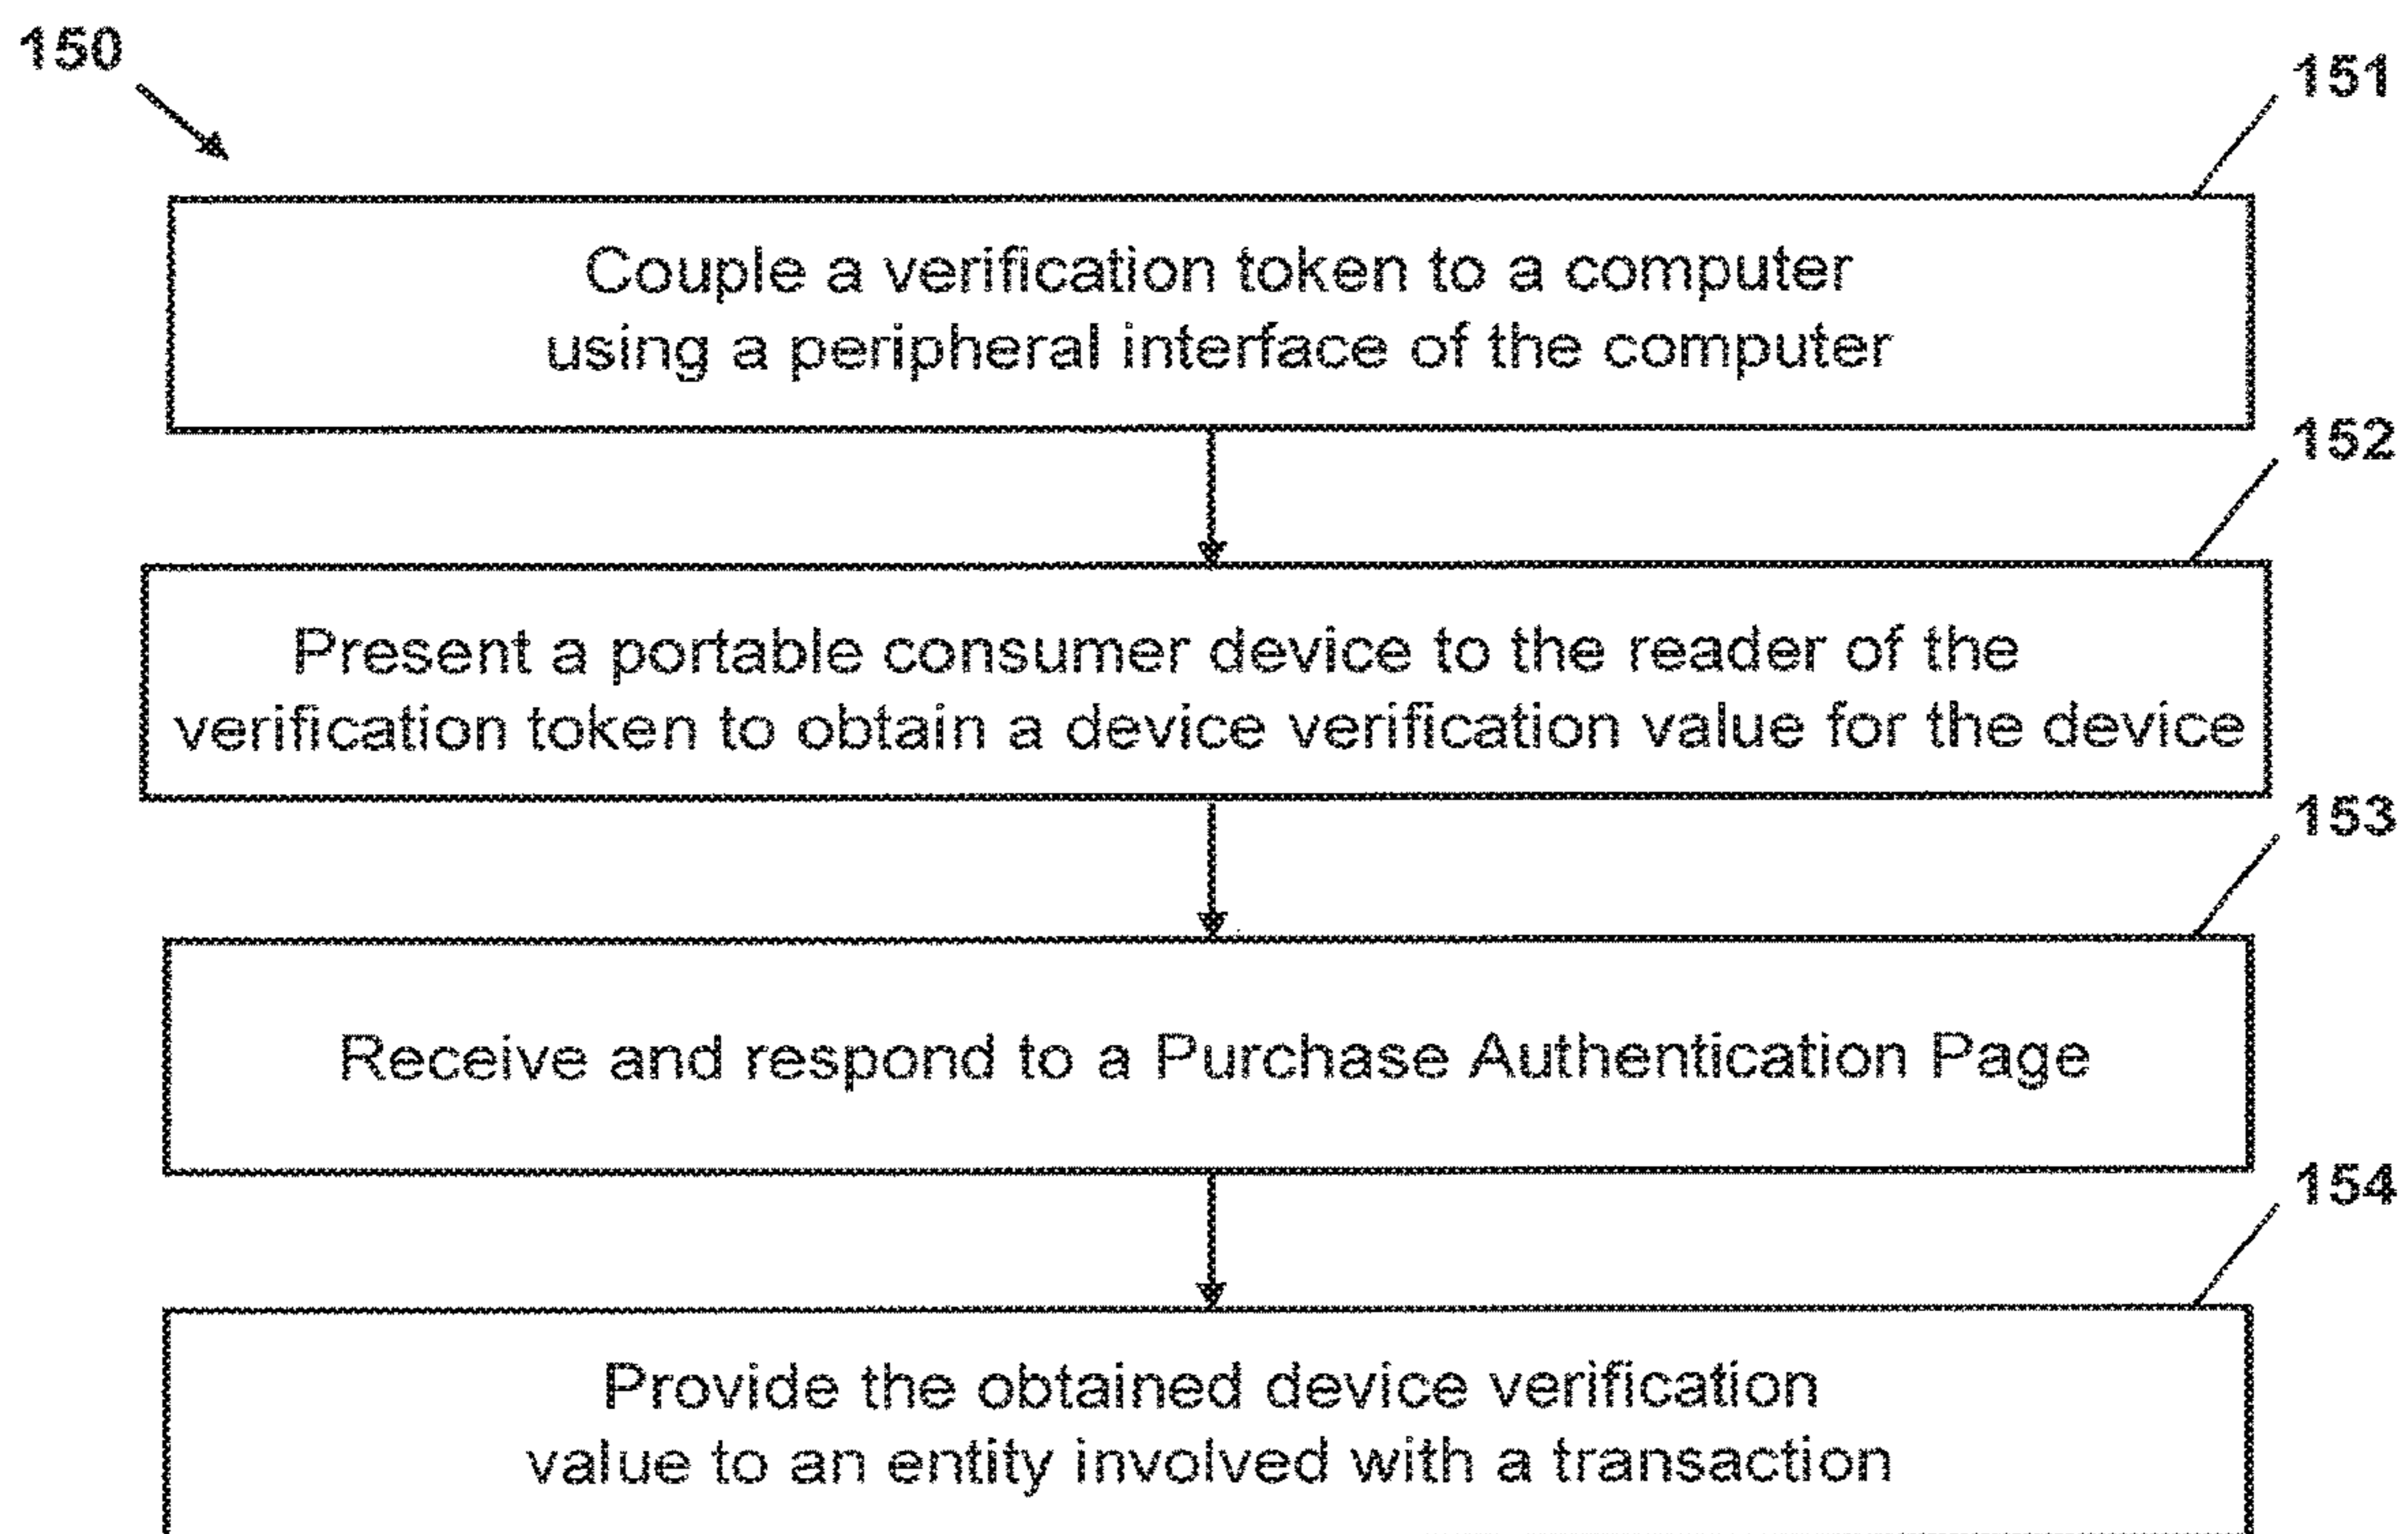 150
151
Couple a verification token to a computer
using a peripheral interface of the computer
152
Present a portable consumer device to the reader of the
verification token to obtain a device verification value for the device
153
Receive and respond to a Purchase Authentication Page
154
Provide the obtained device verification
value to an entity involved with a transaction